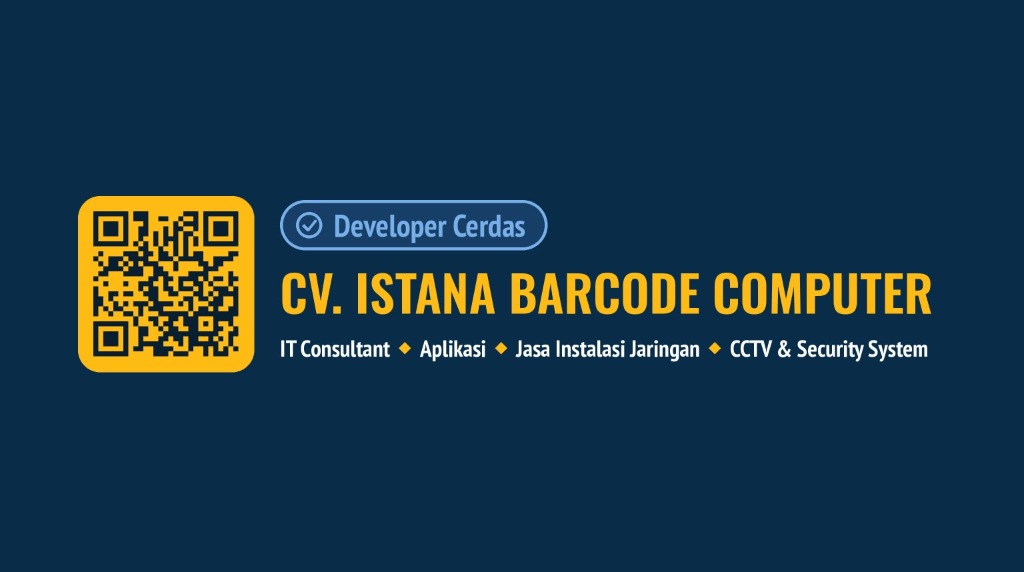 Developer Cerdas
CV. ISTANA BARCODE COMPUTER
IT Consultant ◆ Aplikasi ◆ Jasa Instalasi Jaringan ◆ CCTV & Security System